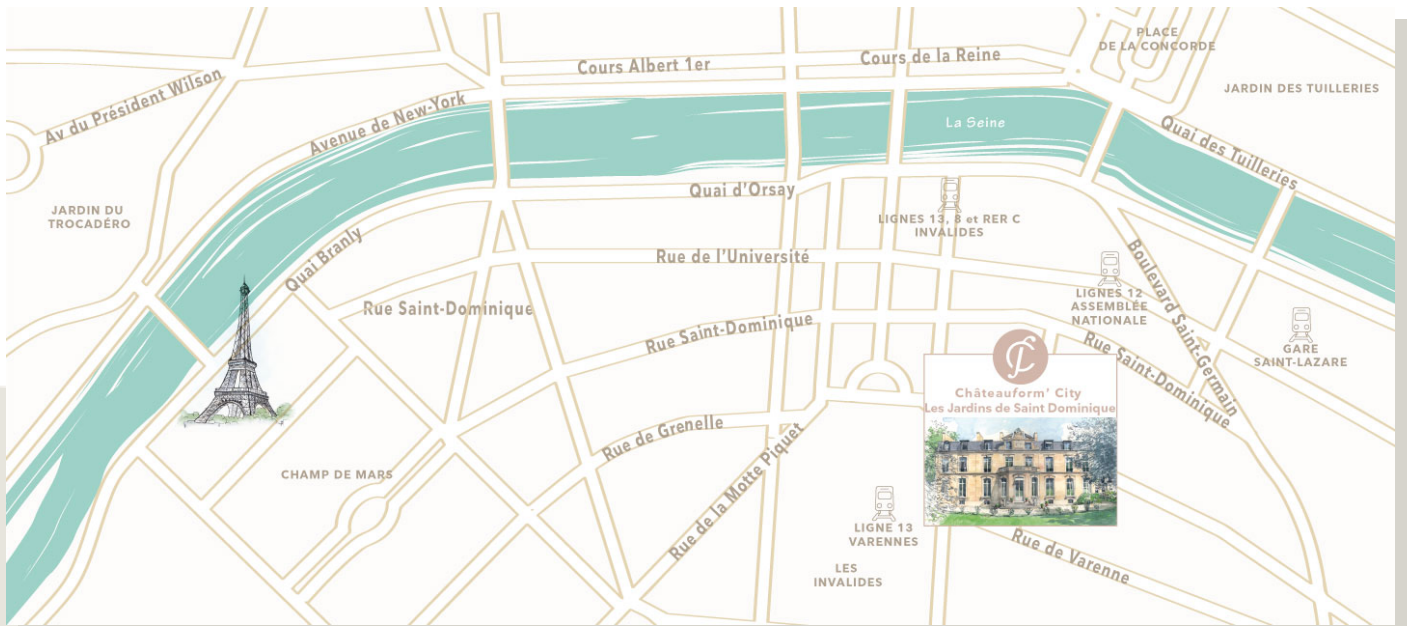 PLACE
DE LA CONCORDE
Cours Albert 1er
Cours de la Reine
JARDIN DES TUILLERIES
Av du Président Wilson
Avenue de New-York
La Seine
Quai des Tuilleries
Quai d'Orsay
JARDIN DU
TROCADÉRO
LIGNES 13, 8 et RER C
INVALIDES
Quai Branly
Rue de l'Université
Boulevard Saint-Germain
LIGNES 12
ASSEMBLÉE
NATIONALE
Rue Saint-Dominique
Rue Saint-Dominique
Rue Saint-Dominique
GARE
SAINT-LAZARE
Châteauform' City
Les Jardins de Saint Dominique
Rue de Grenelle
Rue de la Motte Piquet
CHAMP DE MARS
LIGNE 13
VARENNES
Rue de Varenne
LES
INVALIDES